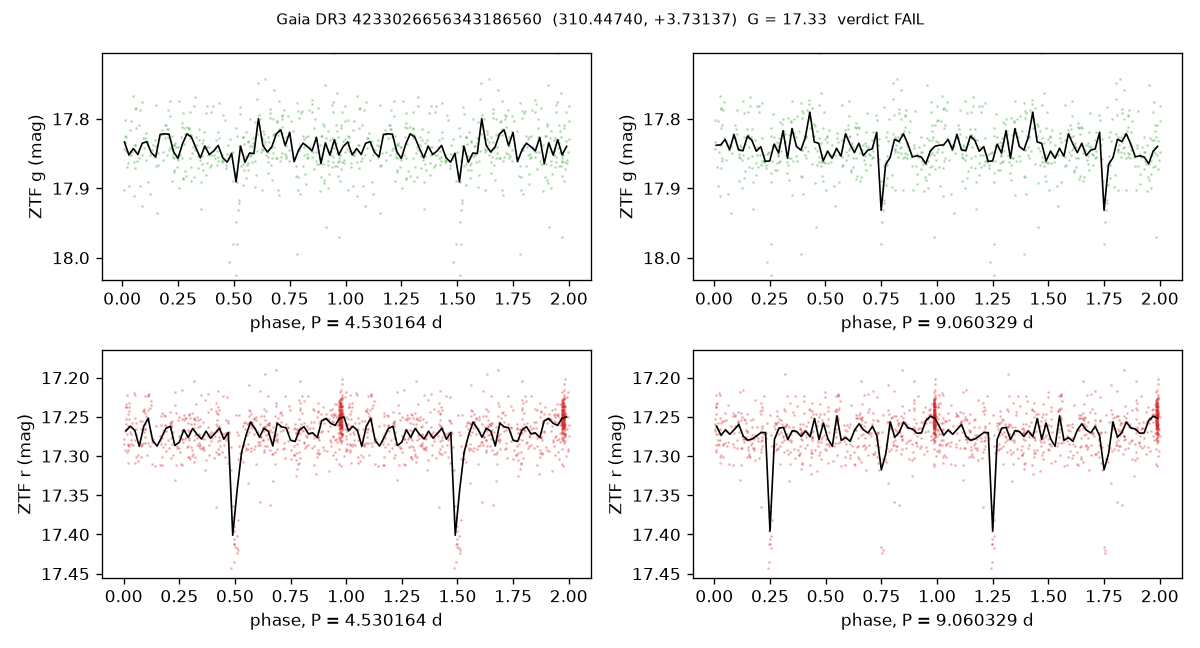 Gaia DR3 4233026656343186560 (310.44740, +3.73137) G = 17.33 verdict FAIL
ZTF g (mag)
17.8
17.9
18.0
0.00 0.25 0.50 0.75 1.00 1.25 1.50 1.75 2.00
phase, P = 4.530164 d
ZTF g (mag)
17.8
17.9
18.0
0.00 0.25 0.50 0.75 1.00 1.25 1.50 1.75 2.00
phase, P = 9.060329 d
ZTF r (mag)
17.20
17.25
17.30
17.35
17.40
17.45
0.00 0.25 0.50 0.75 1.00 1.25 1.50 1.75 2.00
phase, P = 4.530164 d
ZTF r (mag)
17.20
17.25
17.30
17.35
17.40
17.45
0.00 0.25 0.50 0.75 1.00 1.25 1.50 1.75 2.00
phase, P = 9.060329 d